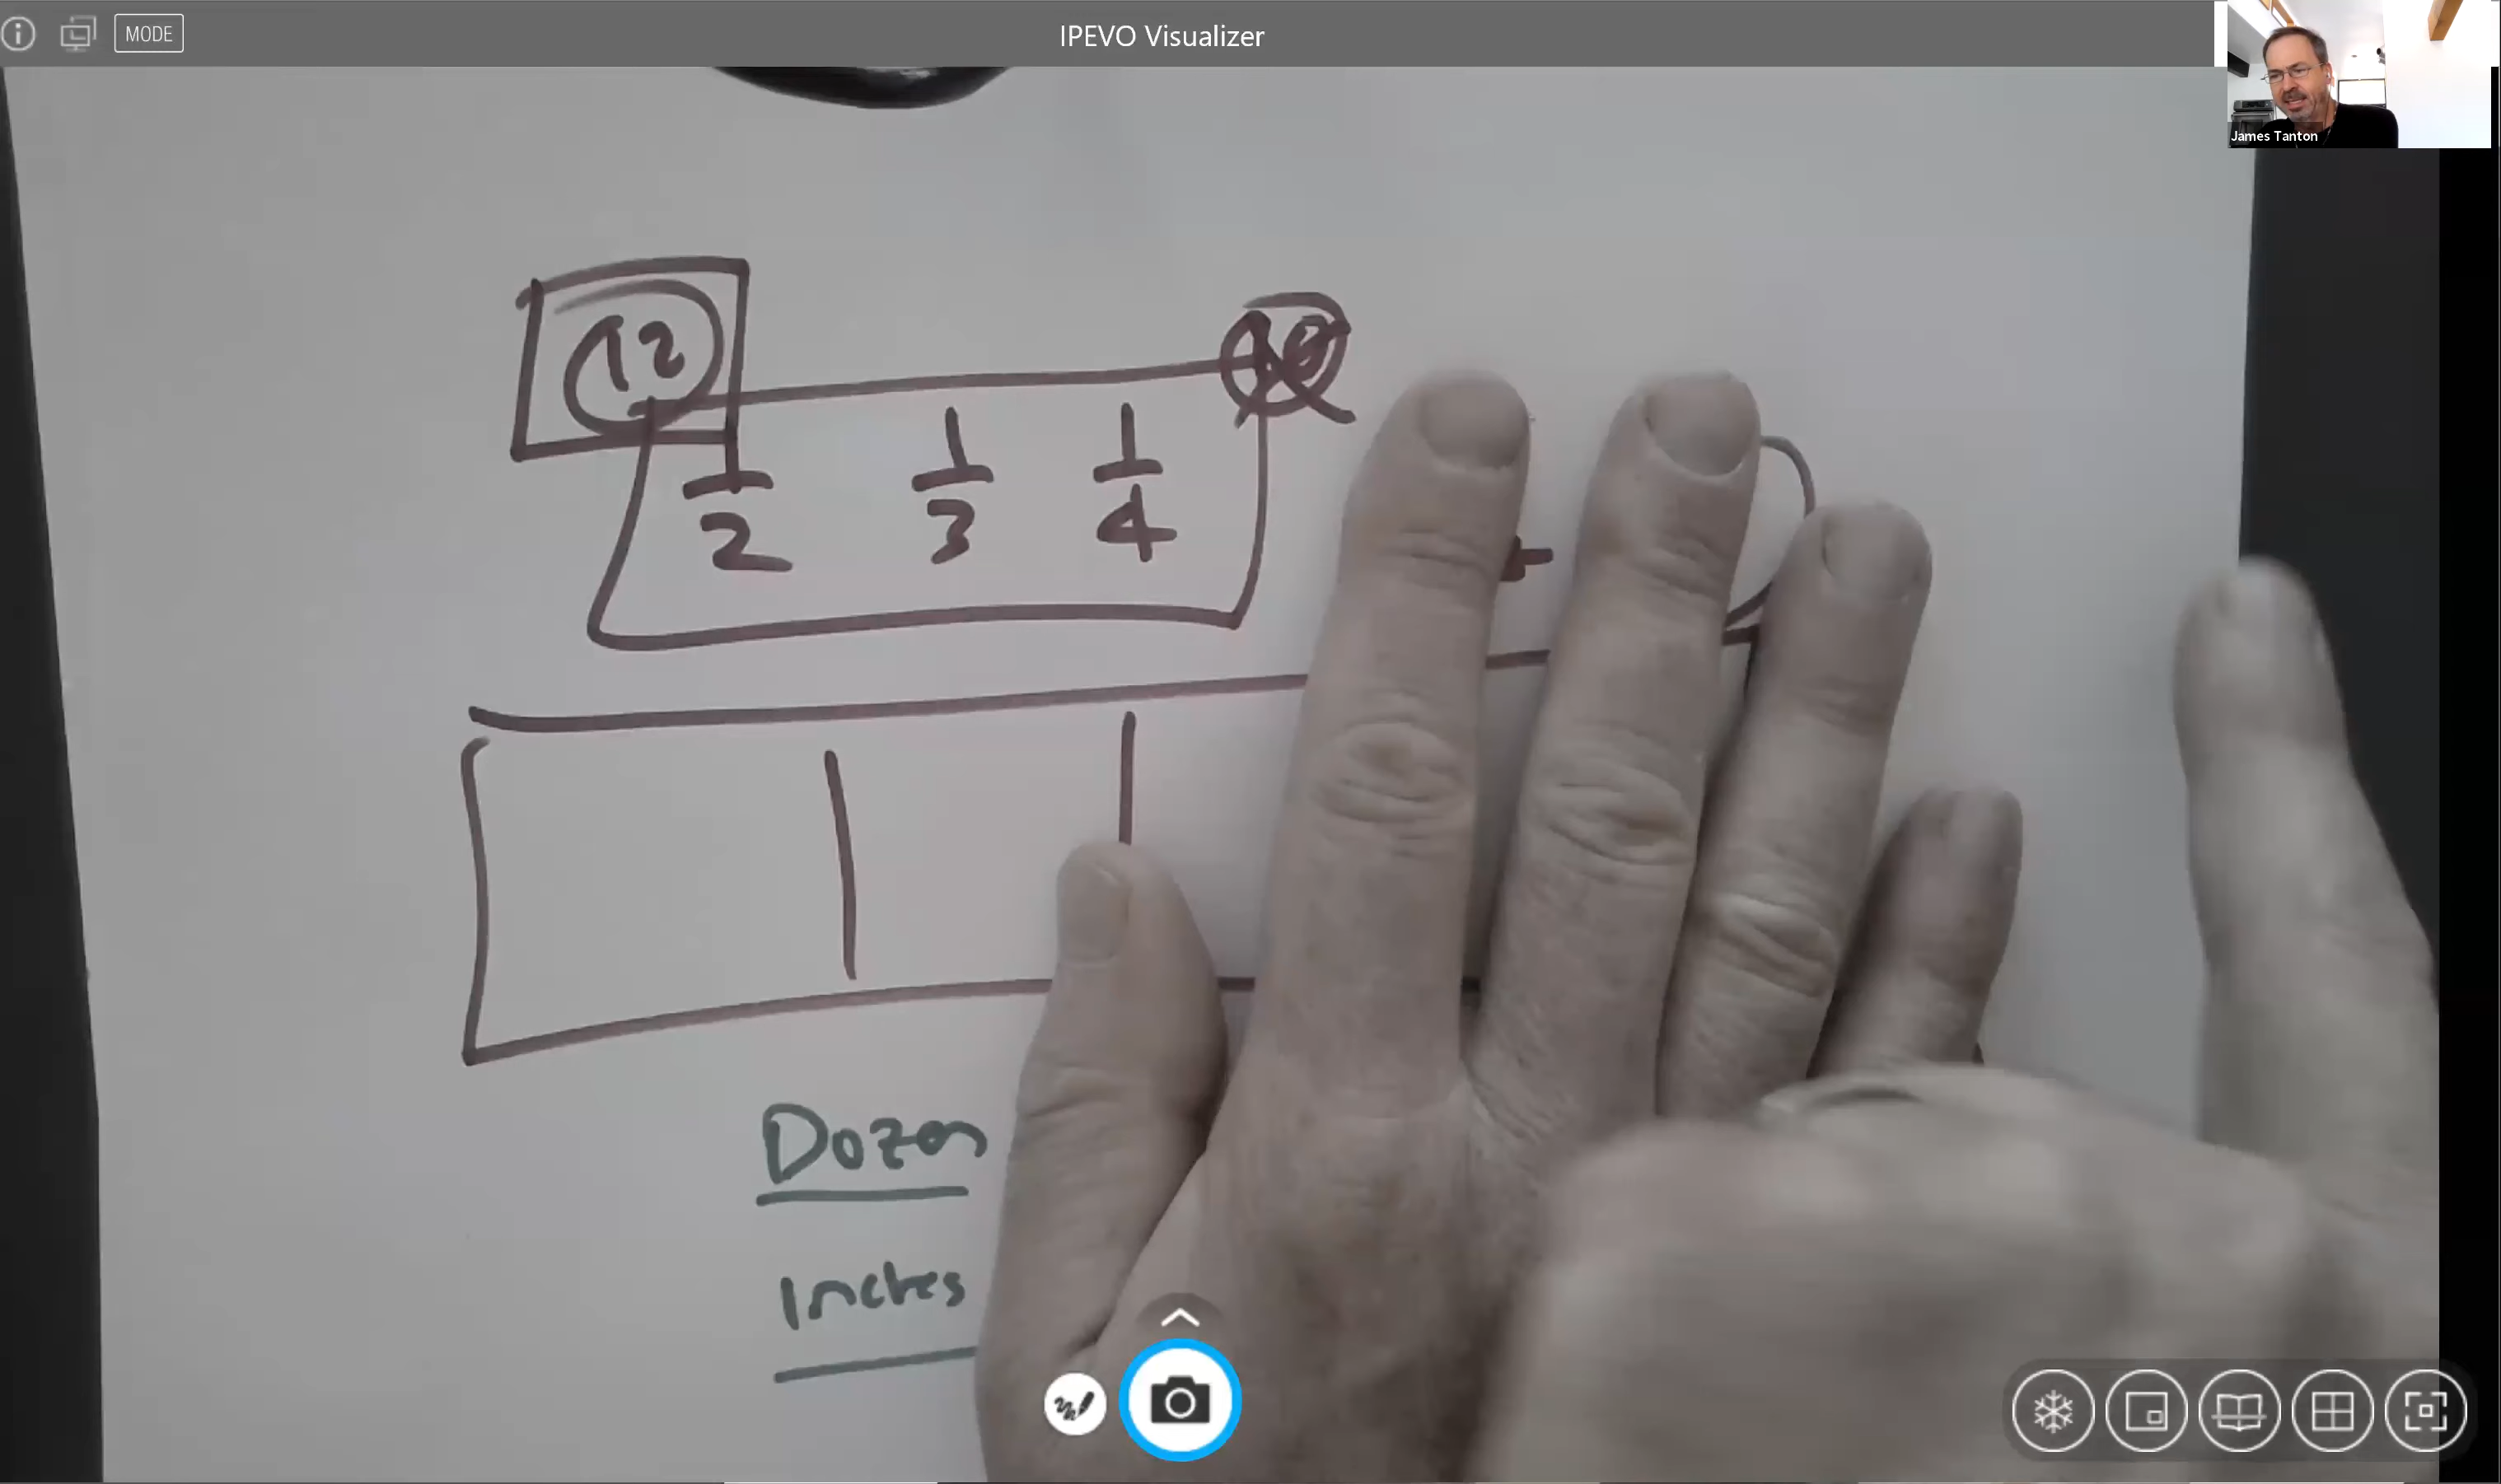 MODE
IPEVO Visualizer
James Tanton
12
1/2 1/3 1/4
Dozen
Inches